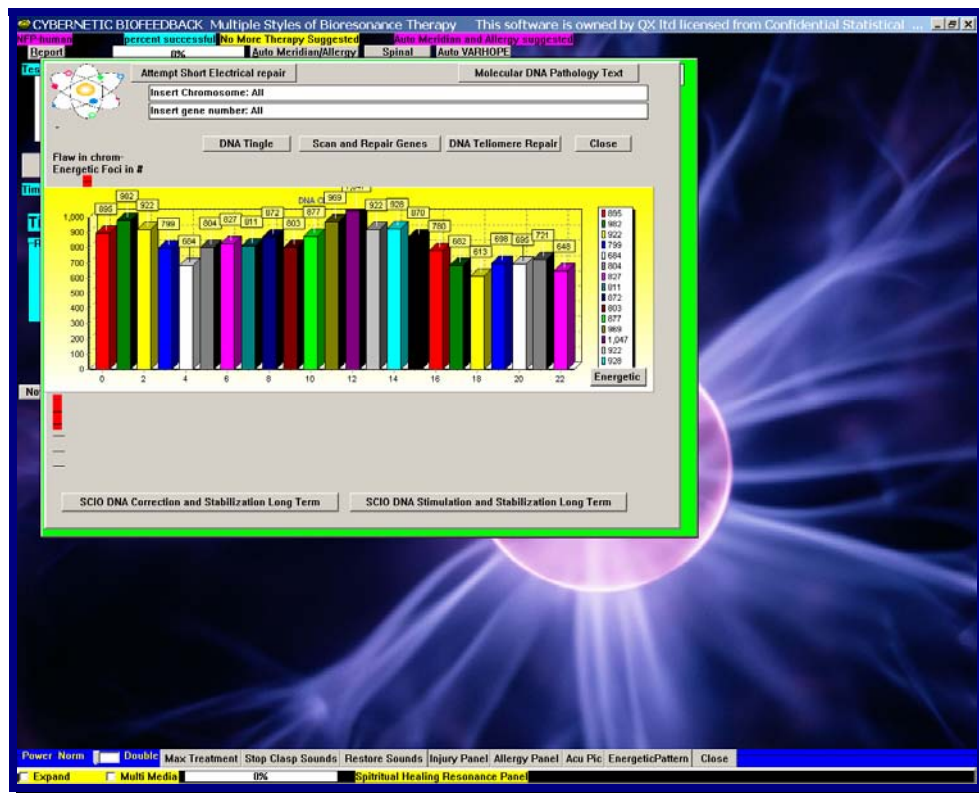 CYBERNETIC BIOFEEDBACK Multiple Styles of Bioresonance Therapy This software is owned by QX ltd licensed from Confidential Statistical ...
NFP-human percent successful No More Therapy Suggested Auto Meridian and Allergy suggested
Report 0% Auto Meridian/Allergy Spinal Auto VARHOPE
Tes
Attempt Short Electrical repair Molecular DNA Pathology Text
Insert Chromosome: All
Insert gene number: All
DNA Tingle Scan and Repair Genes DNA Teliomere Repair Close
Flaw in chrom-
Energetic Foci in #
Tim
DNA
895 982 922 799 684 804 827 811 872 803 877 969 1,047 922 928 870 780 682 613 698 695 721 648
1,000
900
800
700
600
500
400
300
200
100
0
0 2 4 6 8 10 12 14 16 18 20 22
895
982
922
799
684
804
827
811
872
803
877
969
1,047
922
928
Energetic
No
SCIO DNA Correction and Stabilization Long Term SCIO DNA Stimulation and Stabilization Long Term
Power Norm Double Max Treatment Stop Clasp Sounds Restore Sounds Injury Panel Allergy Panel Acu Pic EnergeticPattern Close
Expand Multi Media 0% Spitritual Healing Resonance Panel